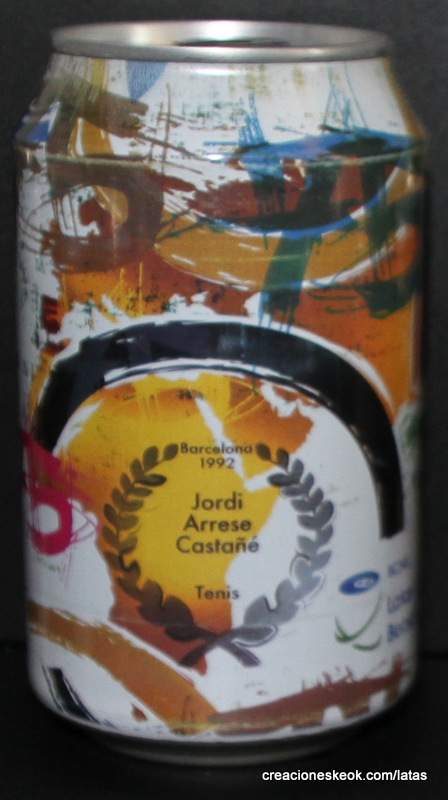 Barcelona
1992
Jordi
Arrese
Castañé
Tenis
creacioneskeok.com/latas